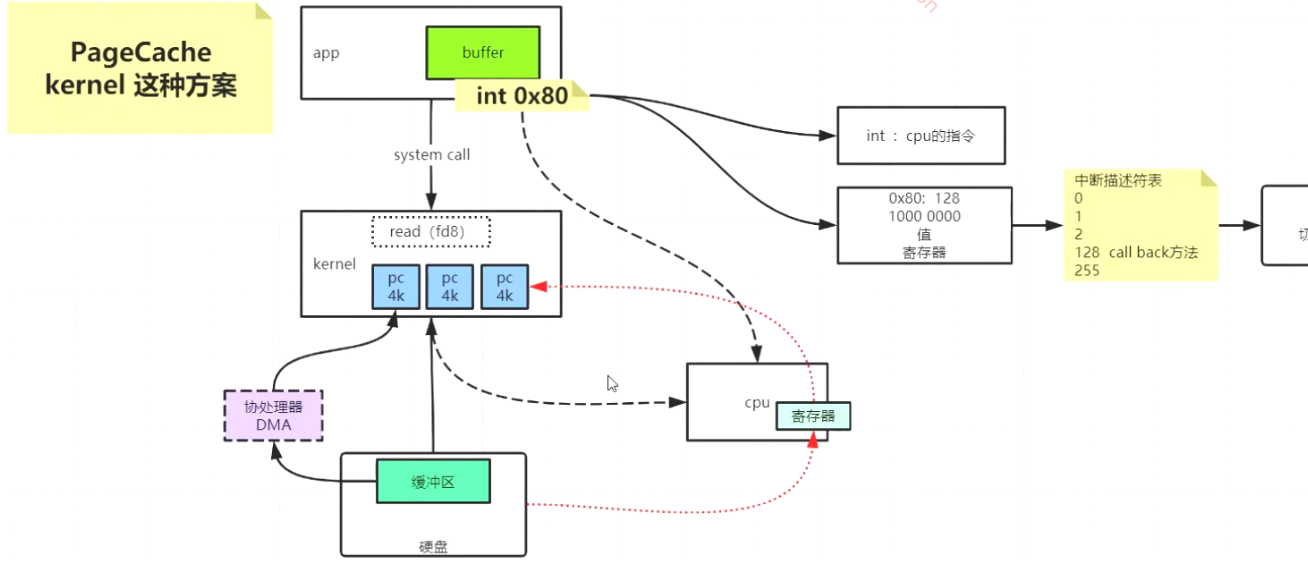 PageCache
kernel 这种方案
app
buffer
int 0x80
system call
int ： cpu的指令
0x80: 128
1000 0000
值
寄存器
中断描述符表
0
1
2
128 call back方法
255
切
read（fd8）
kernel
pc
4k
pc
4k
pc
4k
协处理器
DMA
cpu
寄存器
缓冲区
硬盘